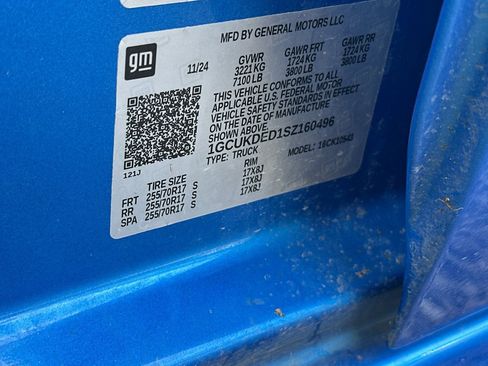 MFD BY GENERAL MOTORS LLC
gm
11/24
GVWR GAWR FRT GAWR RR
3221 KG 1724 KG 1724 KG
7100 LB 3800 LB 3800 LB
THIS VEHICLE CONFORMS TO ALL
APPLICABLE U.S. FEDERAL MOTOR
VEHICLE SAFETY STANDARDS IN EFFECT
ON THE DATE OF MANUFACTURE
SHOWN ABOVE
1GCUKDED1SZ160496
TYPE: TRUCK MODEL: 18CK10543
121J
TIRE SIZE RIM
FRT 255/70R17 S 17X8J
RR 255/70R17 S 17X8J
SPA 255/70R17 S 17X8J